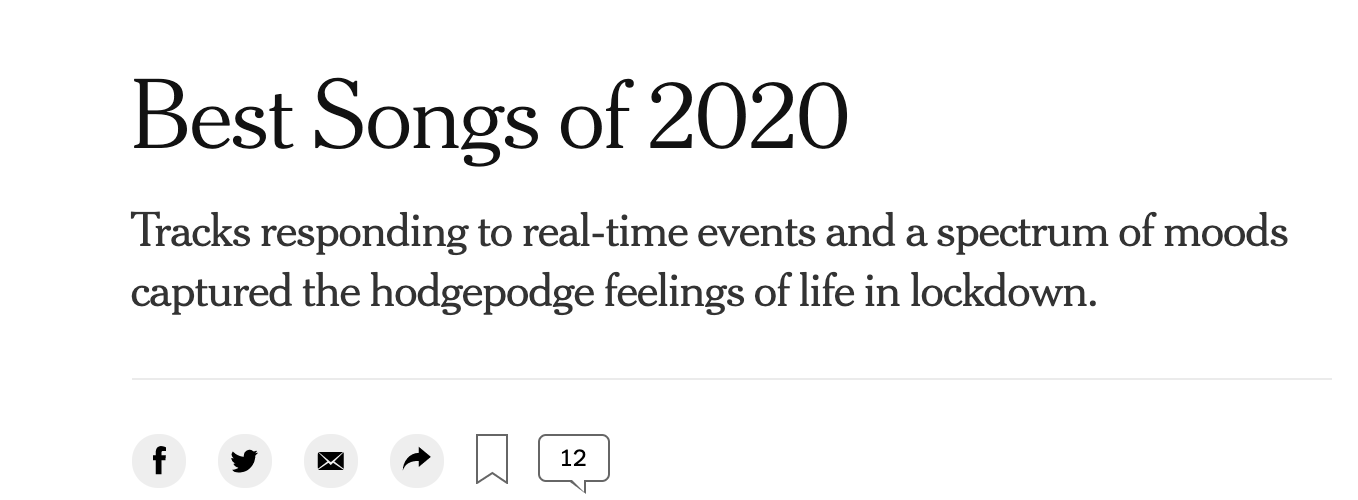 Best Songs of 2020
Tracks responding to real-time events and a spectrum of moods
captured the hodgepodge feelings of life in lockdown.
12